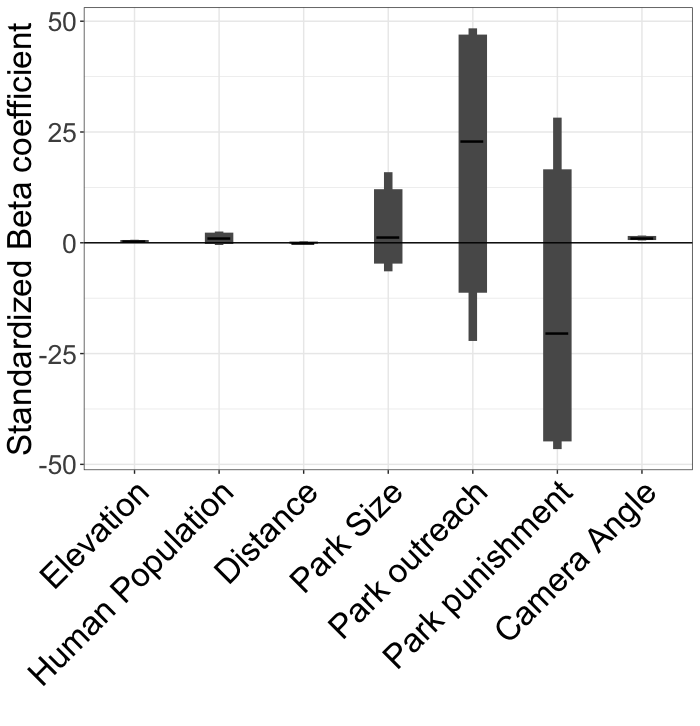 Standardized Beta coefficient
50
25
0
-25
-50
Elevation
Human Population
Distance
Park Size
Park outreach
Park punishment
Camera Angle